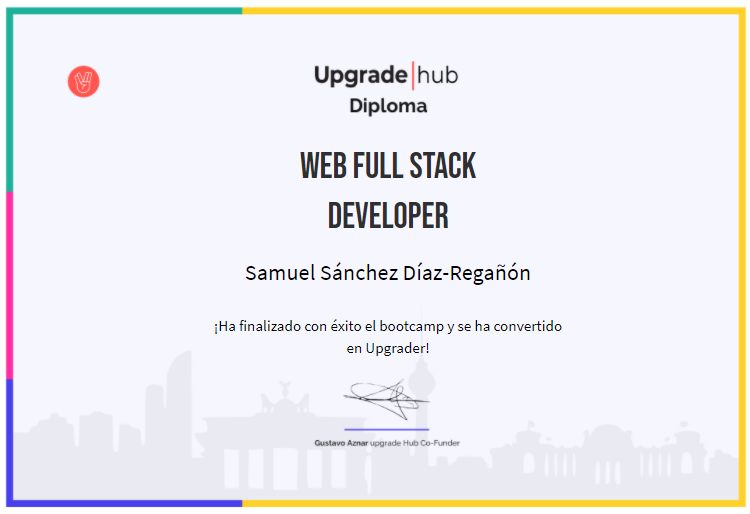 Upgrade|hub
Diploma
WEB FULL STACK
DEVELOPER
Samuel Sánchez Díaz-Regañón
¡Ha finalizado con éxito el bootcamp y se ha convertido
en Upgrader!
Gustavo Aznar upgrade Hub Co-Funder